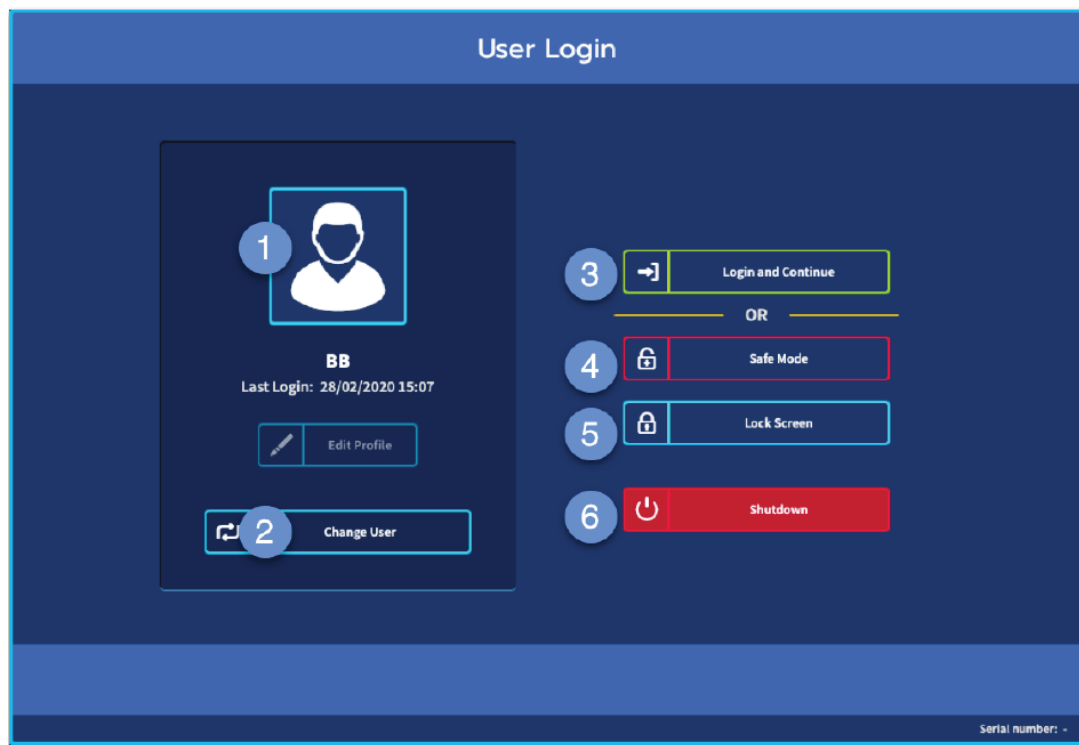 User Login
1
BB
Last Login: 28/02/2020 15:07
Edit Profile
2 Change User
3 Login and Continue
OR
4 Safe Mode
5 Lock Screen
6 Shutdown
Serial number: -